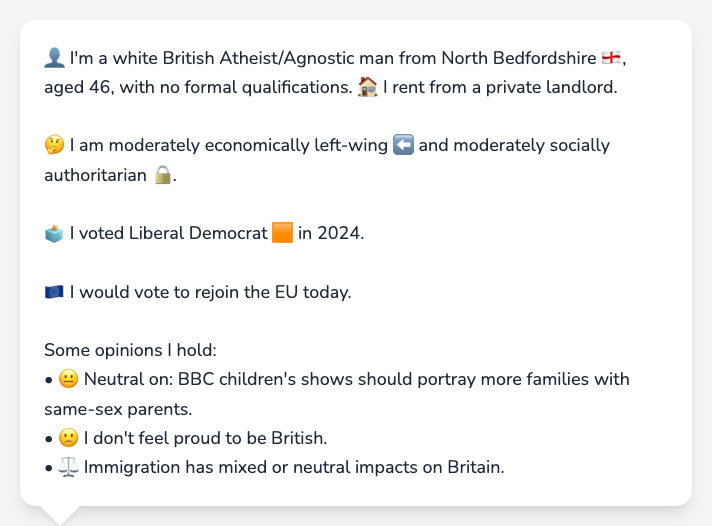 👤 I'm a white British Atheist/Agnostic man from North Bedfordshire 🏴󠁧󠁢󠁥󠁮󠁧󠁿,
aged 46, with no formal qualifications. 🏠 I rent from a private landlord.
🤔 I am moderately economically left-wing ⬅️ and moderately socially
authoritarian 🔒.
🗳️ I voted Liberal Democrat 🟧 in 2024.
🇪🇺 I would vote to rejoin the EU today.
Some opinions I hold:
• 😐 Neutral on: BBC children's shows should portray more families with
same-sex parents.
• 🙁 I don't feel proud to be British.
• ⚖️ Immigration has mixed or neutral impacts on Britain.